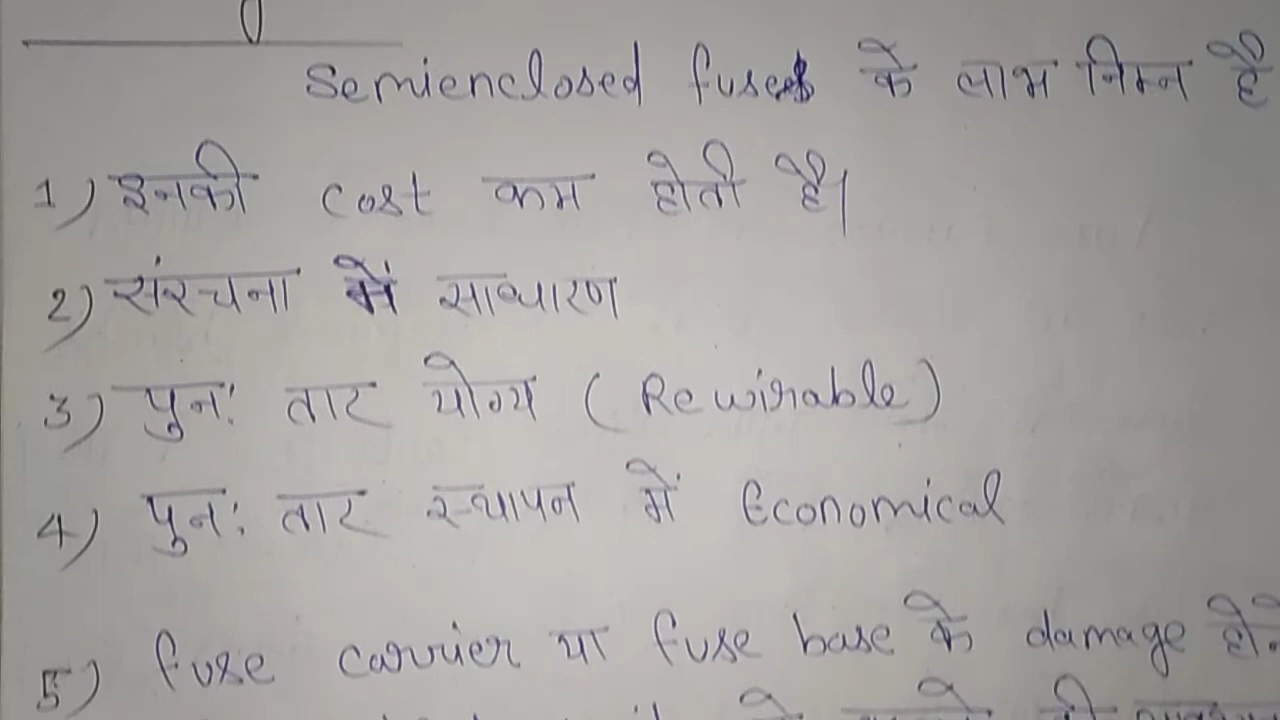 Semienclosed fuses के लाभ निम्न है
1) इनकी cost कम होती है।
2) संरचना में साधारण
3) पुनः तार योग्य (Rewirable)
4) पुनः तार स्थापन में Economical
5) fuse carrier या fuse base के damage